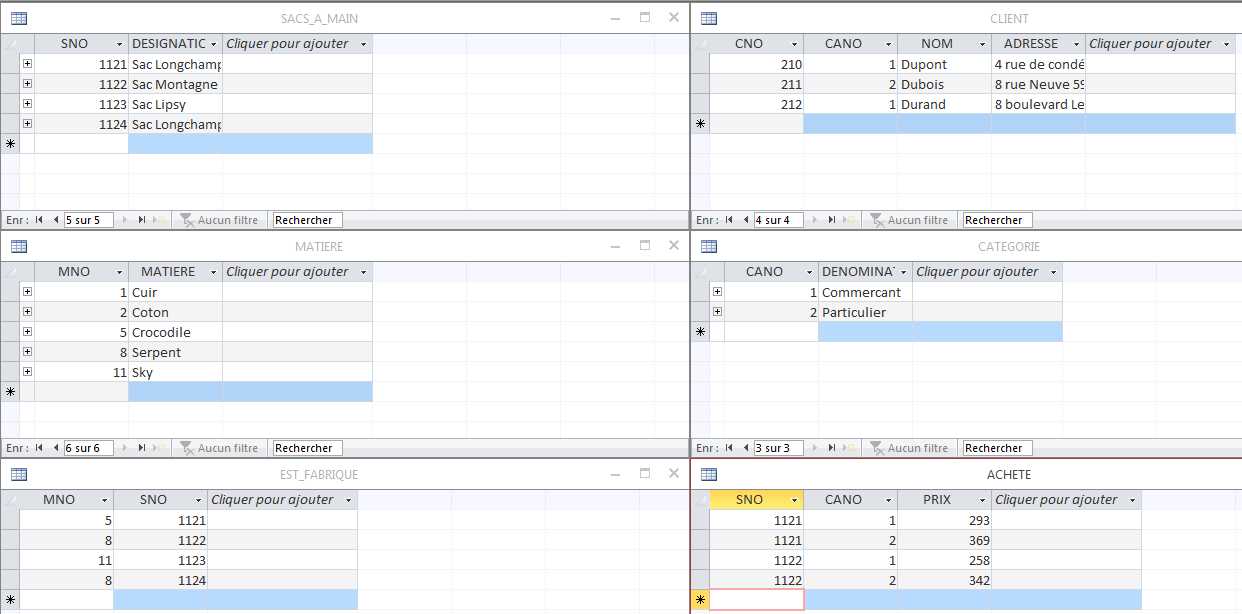 SACS_A_MAIN
SNO DESIGNATIC Cliquer pour ajouter
1121 Sac Longchamp
1122 Sac Montagne
1123 Sac Lipsy
1124 Sac Longchamp
Enr : 5 sur 5 Aucun filtre Rechercher
CLIENT
CNO CANO NOM ADRESSE Cliquer pour ajouter
210 1 Dupont 4 rue de condé
211 2 Dubois 8 rue Neuve 59
212 1 Durand 8 boulevard Le
Enr : 4 sur 4 Aucun filtre Rechercher
MATIERE
MNO MATIERE Cliquer pour ajouter
1 Cuir
2 Coton
5 Crocodile
8 Serpent
11 Sky
Enr : 6 sur 6 Aucun filtre Rechercher
CATEGORIE
CANO DENOMINA Cliquer pour ajouter
1 Commercant
2 Particulier
Enr : 3 sur 3 Aucun filtre Rechercher
EST_FABRIQUE
MNO SNO Cliquer pour ajouter
5 1121
8 1122
11 1123
8 1124
ACHETE
SNO CANO PRIX Cliquer pour ajouter
1121 1 293
1121 2 369
1122 1 258
1122 2 342